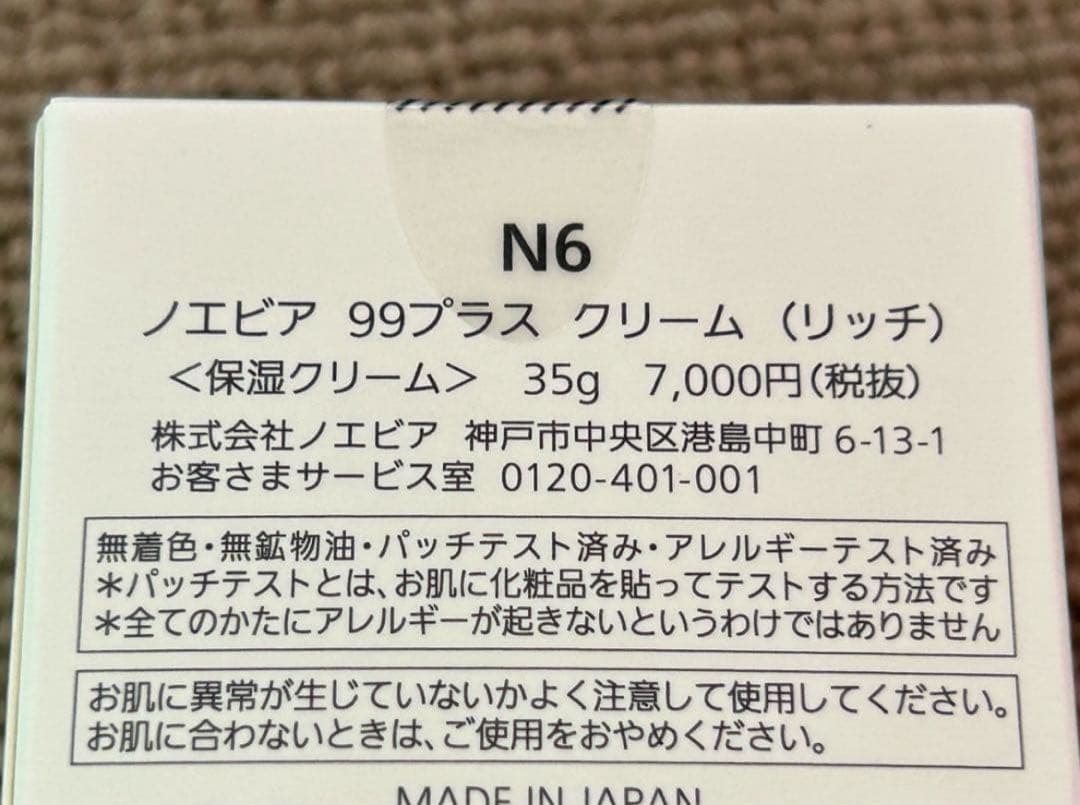 N6
ノエビア 99プラス クリーム (リッチ)
＜保湿クリーム＞ 35g 7,000円(税抜)
株式会社ノエビア 神戸市中央区港島中町 6-13-1
お客さまサービス室 0120-401-001
無着色・無鉱物油・パッチテスト済み・アレルギーテスト済み
＊パッチテストとは、お肌に化粧品を貼ってテストする方法です
＊全てのかたにアレルギーが起きないというわけではありません
お肌に異常が生じていないかよく注意して使用してください。
お肌に合わないときは、ご使用をおやめください。
MADE IN JAPAN